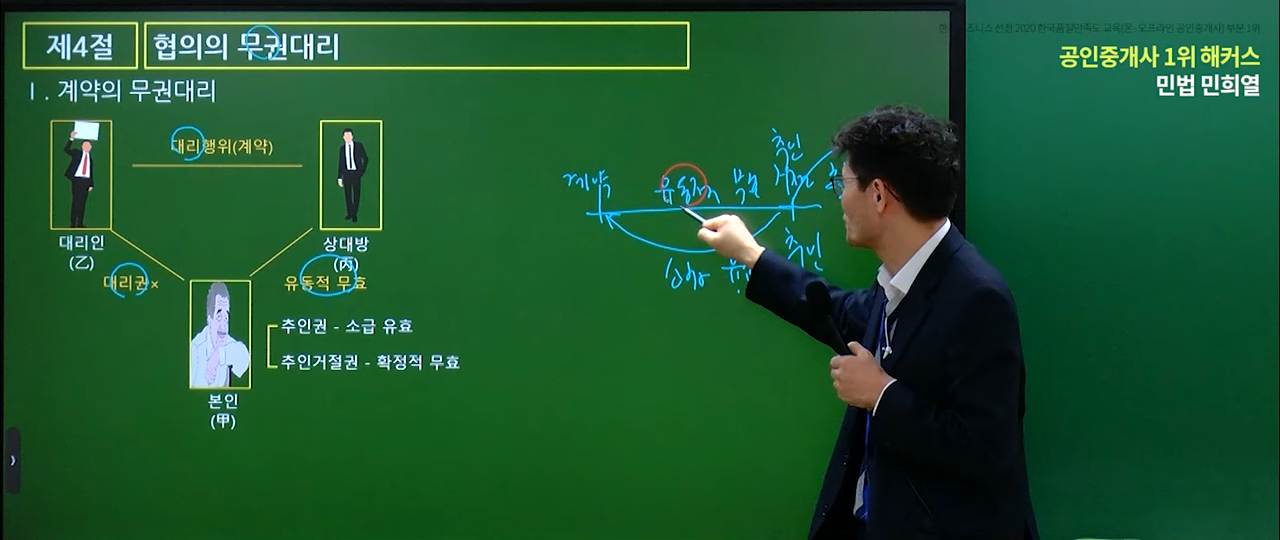 제4절
협의의 무권대리
Ⅰ. 계약의 무권대리
대리행위(계약)
대리인
(乙)
상대방
(丙)
대리권×
유동적 무효
추인권 - 소급 유효
추인거절권 - 확정적 무효
본인
(甲)
계약
유동적
추인
추인
소급
공인중개사 1위 해커스
민법 민희열